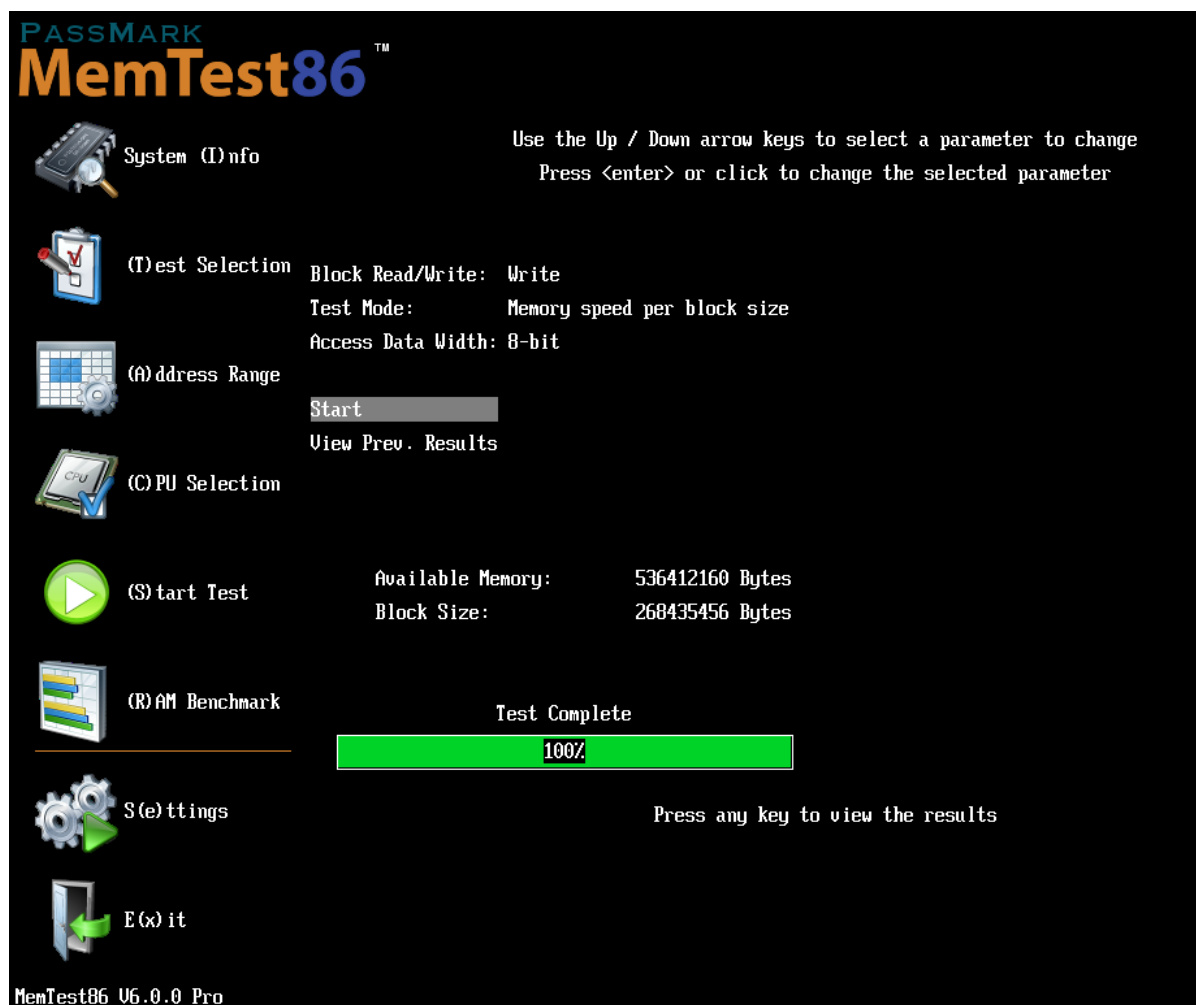 PASSMARK
MemTest86™
System (I)nfo
Use the Up / Down arrow keys to select a parameter to change
Press <enter> or click to change the selected parameter
(T)est Selection
Block Read/Write: Write
Test Mode: Memory speed per block size
Access Data Width: 8-bit
(A)ddress Range
Start
View Prev. Results
CPU
(C)PU Selection
(S)tart Test
Available Memory: 536412160 Bytes
Block Size: 268435456 Bytes
(R)AM Benchmark
Test Complete
100%
S(e)ttings
Press any key to view the results
E(x)it
MemTest86 V6.0.0 Pro